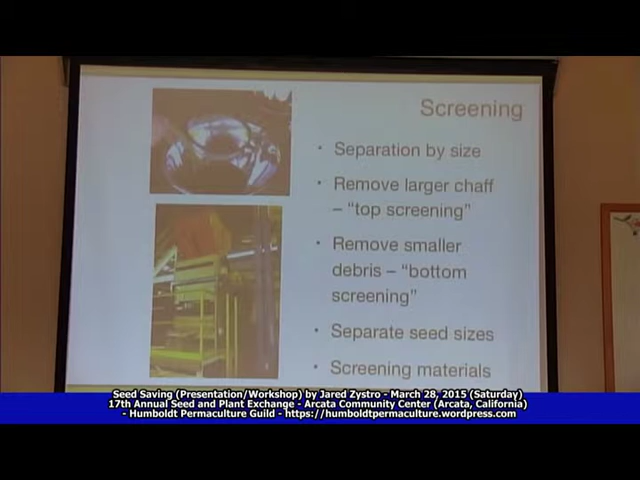 Screening
• Separation by size
• Remove larger chaff
– “top screening”
• Remove smaller
debris – “bottom
screening”
• Separate seed sizes
• Screening materials
Seed Saving (Presentation/Workshop) by Jared Zystro - March 28, 2015 (Saturday)
17th Annual Seed and Plant Exchange - Arcata Community Center (Arcata, California)
- Humboldt Permaculture Guild - https://humboldtpermaculture.wordpress.com